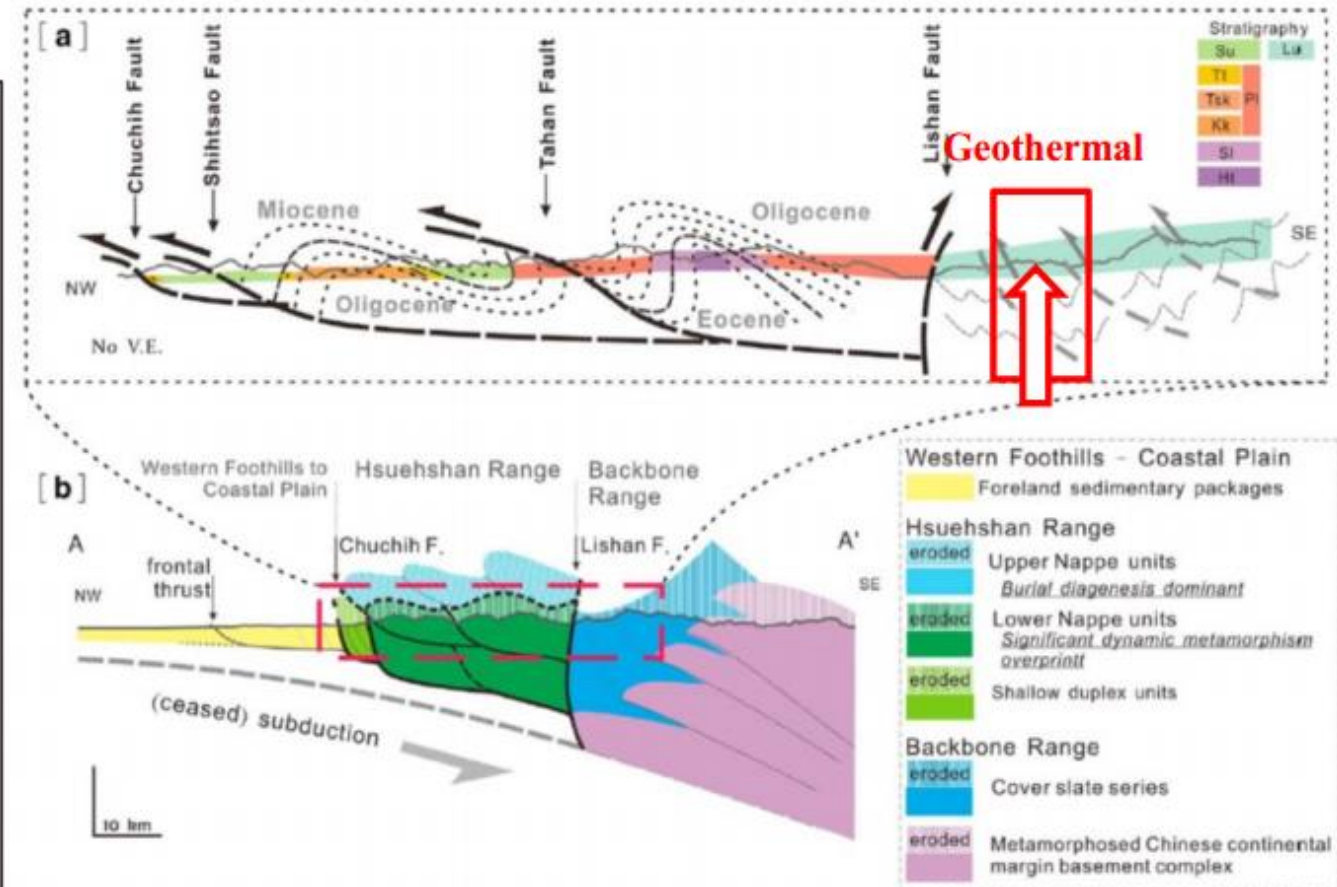 [a]
Chuchih Fault
Shihtsao Fault
Tahan Fault
Lishan Fault
Geothermal
Stratigraphy
Su Lu
Tt
Tsk Pl
Kk
Sl
Ht
Miocene
Oligocene
Oligocene
Eocene
NW
SE
No V.E.
[b]
Western Foothills to
Coastal Plain
Hsuehshan Range
Backbone
Range
A
A'
Chuchih F.
Lishan F.
frontal
thrust
NW
SE
(ceased) subduction
10 km
Western Foothills - Coastal Plain
Foreland sedimentary packages
Hsuehshan Range
eroded
Upper Nappe units
Burial diagenesis dominant
eroded
Lower Nappe units
Significant dynamic metamorphism
overprintt
eroded
Shallow duplex units
Backbone Range
eroded
Cover slate series
eroded
Metamorphosed Chinese continental
margin basement complex